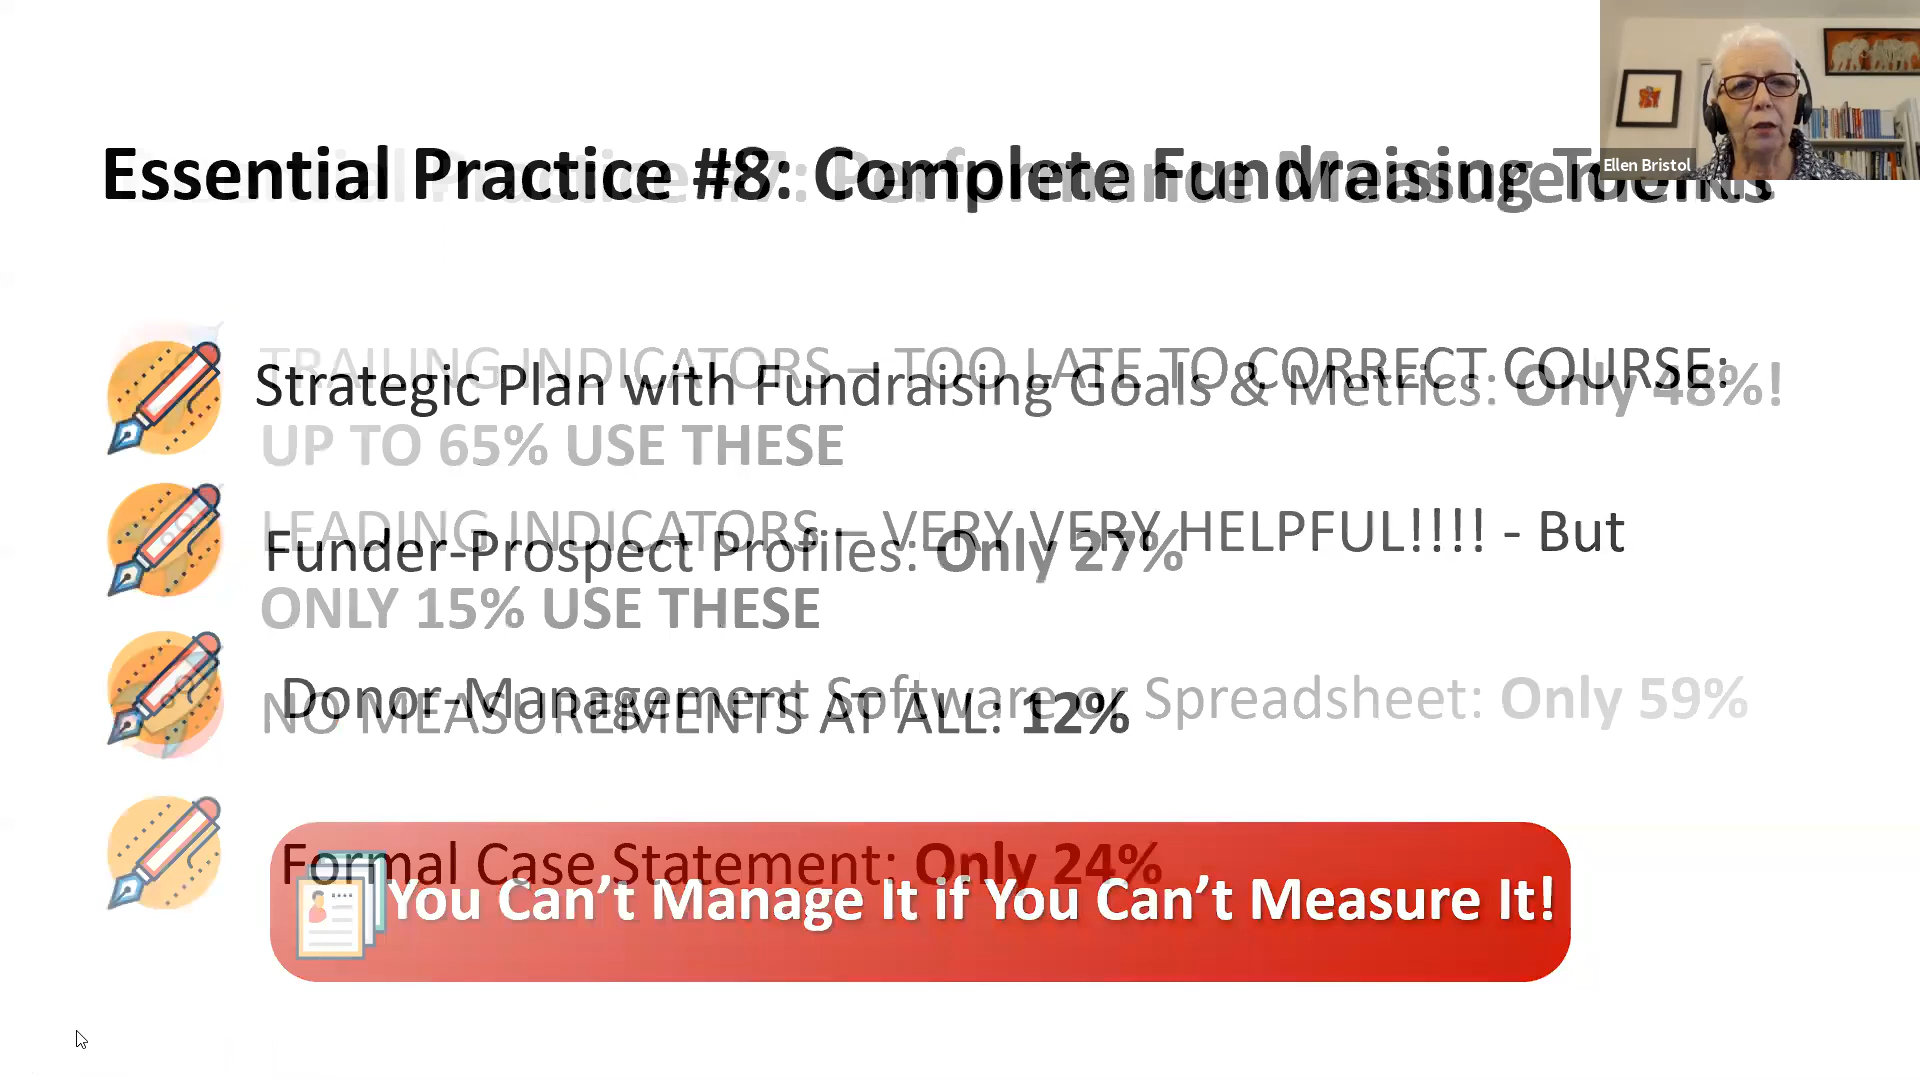 Essential Practice #8: Complete Fundraising
Practice #7: Performance Measurements
Ellen Bristol
Strategic Plan with Fundraising Goals & Metrics: Only 48%!
TRAILING INDICATORS – TOO LATE TO CORRECT COURSE:
UP TO 65% USE THESE
Funder-Prospect Profiles: Only 27%
LEADING INDICATORS – VERY VERY HELPFUL!!!! - But
ONLY 15% USE THESE
Donor-Management Software or Spreadsheet: Only 59%
NO MEASUREMENTS AT ALL: 12%
Formal Case Statement: Only 24%
You Can’t Manage It if You Can’t Measure It!